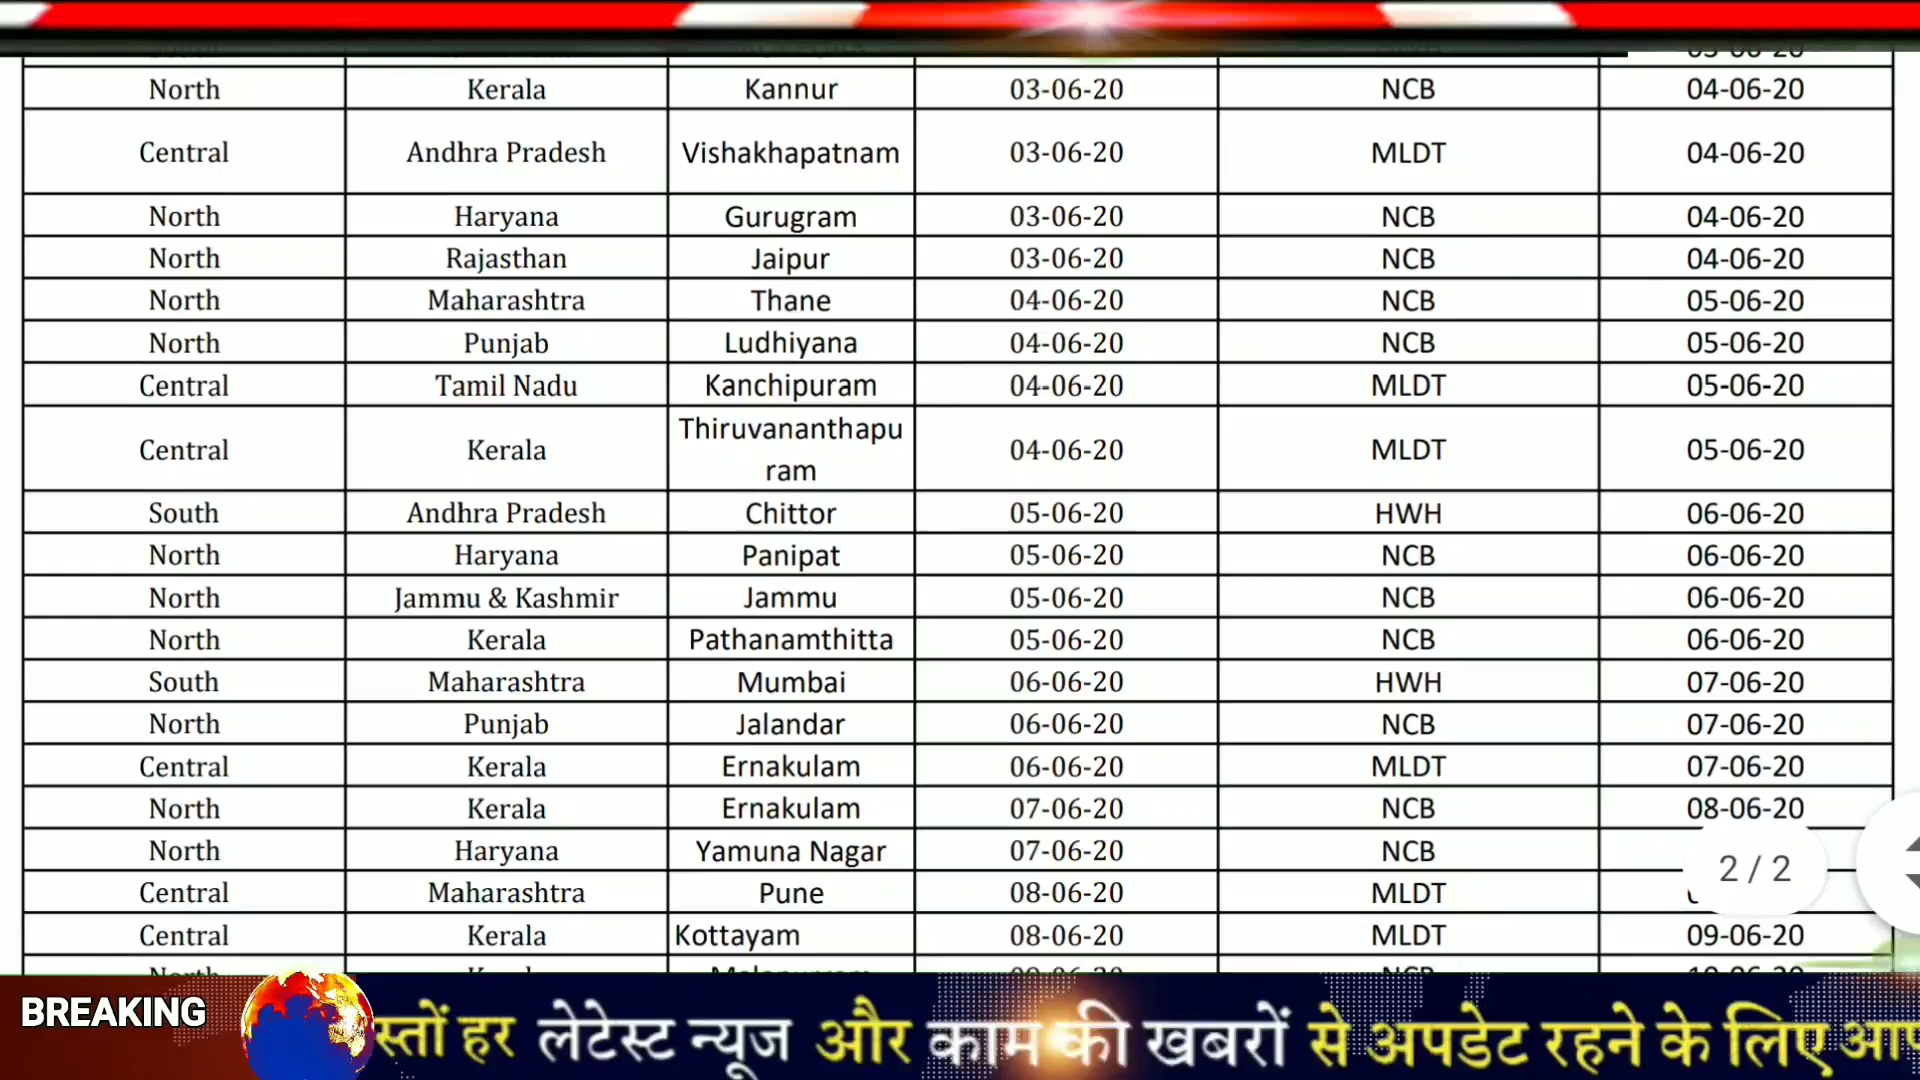 North Kerala Kannur 03-06-20 NCB 04-06-20
Central Andhra Pradesh Vishakhapatnam 03-06-20 MLDT 04-06-20
North Haryana Gurugram 03-06-20 NCB 04-06-20
North Rajasthan Jaipur 03-06-20 NCB 04-06-20
North Maharashtra Thane 04-06-20 NCB 05-06-20
North Punjab Ludhiyana 04-06-20 NCB 05-06-20
Central Tamil Nadu Kanchipuram 04-06-20 MLDT 05-06-20
Central Kerala Thiruvananthapu 04-06-20 MLDT 05-06-20
ram
South Andhra Pradesh Chittor 05-06-20 HWH 06-06-20
North Haryana Panipat 05-06-20 NCB 06-06-20
North Jammu & Kashmir Jammu 05-06-20 NCB 06-06-20
North Kerala Pathanamthitta 05-06-20 NCB 06-06-20
South Maharashtra Mumbai 06-06-20 HWH 07-06-20
North Punjab Jalandar 06-06-20 NCB 07-06-20
Central Kerala Ernakulam 06-06-20 MLDT 07-06-20
North Kerala Ernakulam 07-06-20 NCB 08-06-20
North Haryana Yamuna Nagar 07-06-20 NCB
2 / 2
Central Maharashtra Pune 08-06-20 MLDT
Central Kerala Kottayam 08-06-20 MLDT 09-06-20
BREAKING
स्तों हर लेटेस्ट न्यूज और काम की खबरों से अपडेट रहने के लिए आप